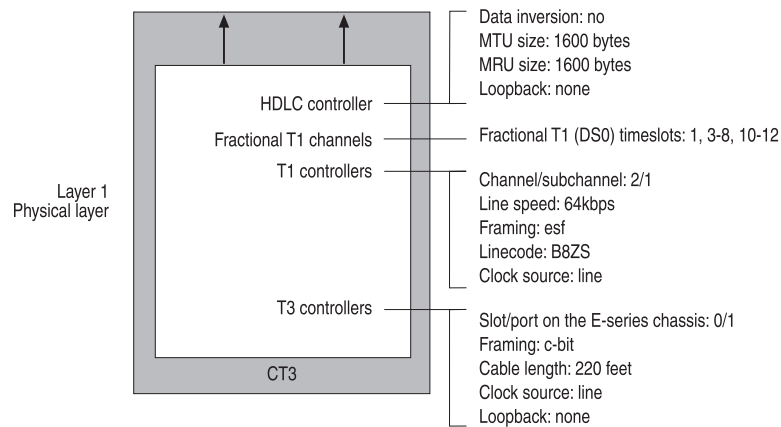 Data inversion: no
MTU size: 1600 bytes
MRU size: 1600 bytes
Loopback: none
HDLC controller
Fractional T1 channels
Fractional T1 (DS0) timeslots: 1, 3-8, 10-12
T1 controllers
Channel/subchannel: 2/1
Line speed: 64kbps
Framing: esf
Linecode: B8ZS
Clock source: line
Layer 1
Physical layer
T3 controllers
Slot/port on the E-series chassis: 0/1
Framing: c-bit
Cable length: 220 feet
Clock source: line
Loopback: none
CT3